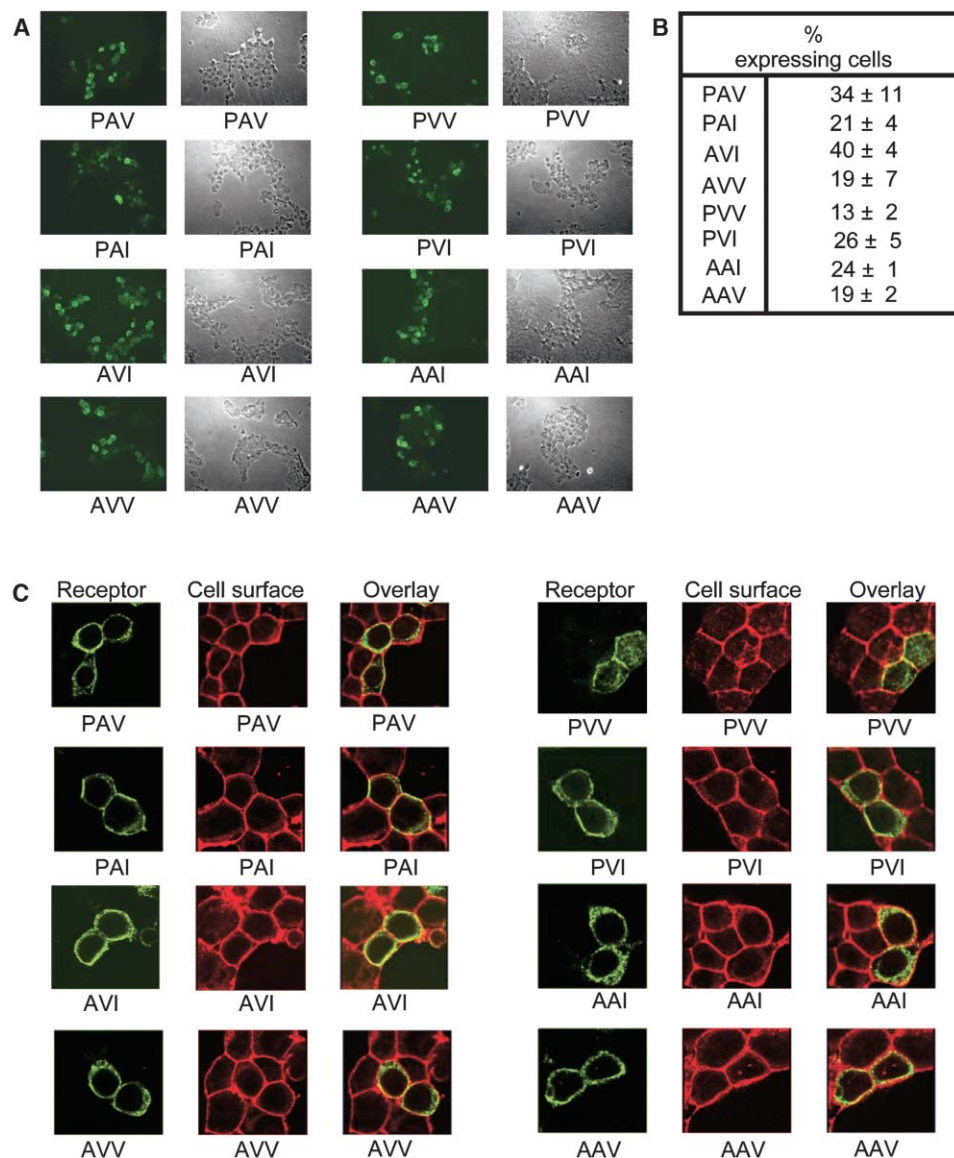 A
PAV PAV PVV PVV
PAI PAI PVI PVI
AVI AVI AAI AAI
AVV AVV AAV AAV
B
%
expressing cells
PAV 34 ± 11
PAI 21 ± 4
AVI 40 ± 4
AVV 19 ± 7
PVV 13 ± 2
PVI 26 ± 5
AAI 24 ± 1
AAV 19 ± 2
C
Receptor Cell surface Overlay Receptor Cell surface Overlay
PAV PAV PAV PVV PVV PVV
PAI PAI PAI PVI PVI PVI
AVI AVI AVI AAI AAI AAI
AVV AVV AVV AAV AAV AAV